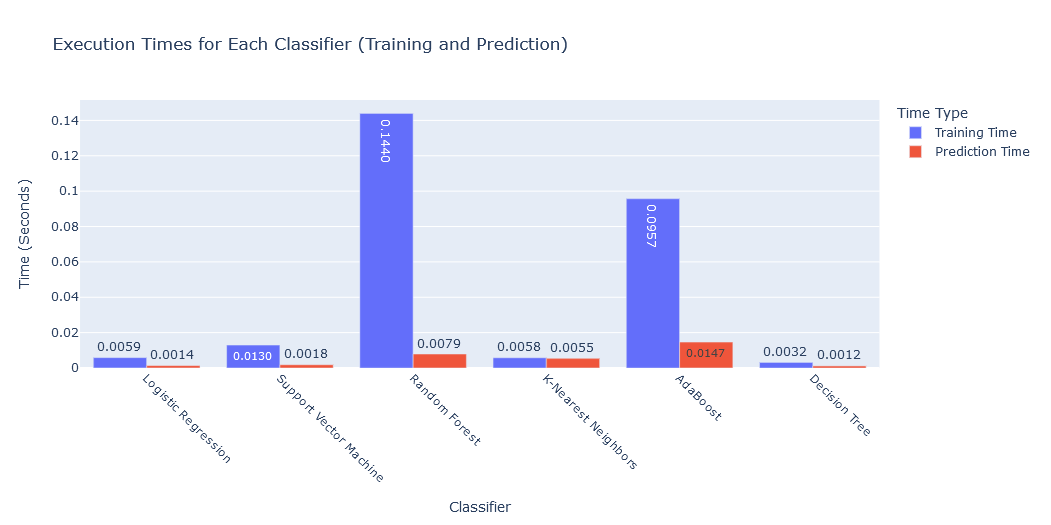 Execution Times for Each Classifier (Training and Prediction)
Time Type
Training Time
Prediction Time
Time (Seconds)
0.14
0.12
0.1
0.08
0.06
0.04
0.02
0
0.0059
0.0014
0.0130
0.0018
0.1440
0.0079
0.0058
0.0055
0.0957
0.0147
0.0032
0.0012
Logistic Regression
Support Vector Machine
Random Forest
K-Nearest Neighbors
AdaBoost
Decision Tree
Classifier